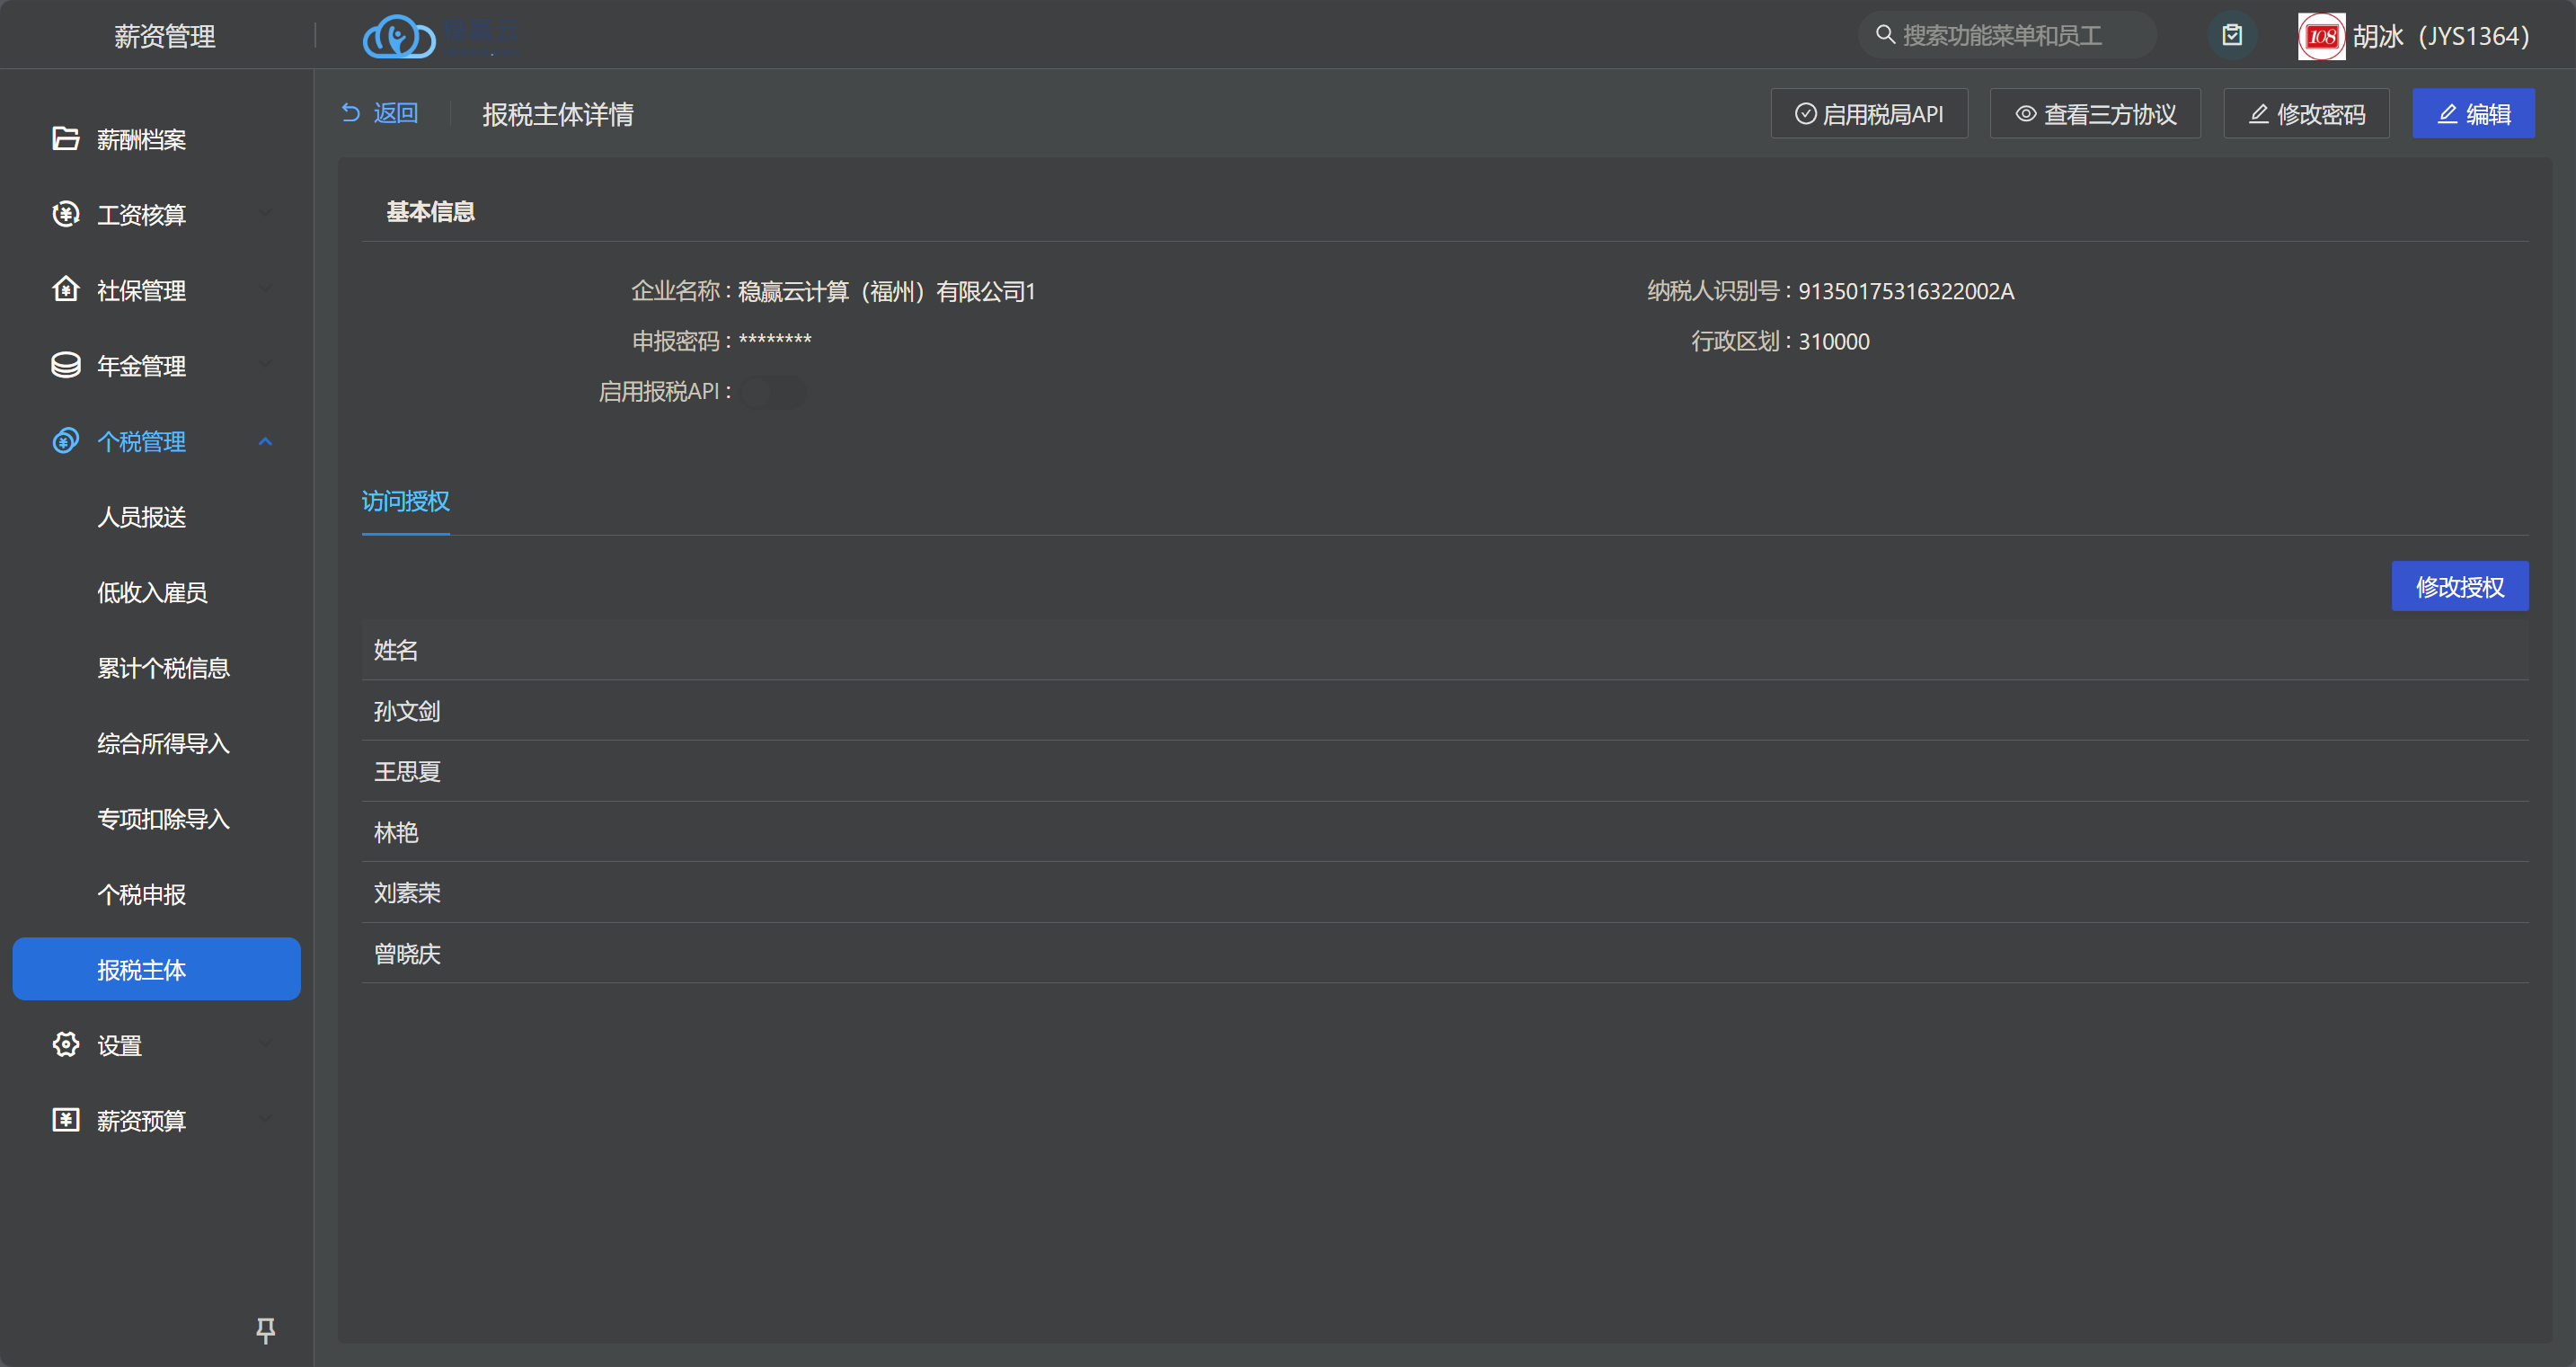 薪资管理
搜索功能菜单和员工
108
胡冰（JYS1364）
返回
报税主体详情
启用税局API
查看三方协议
修改密码
编辑
薪酬档案
工资核算
社保管理
年金管理
个税管理
人员报送
低收入雇员
累计个税信息
综合所得导入
专项扣除导入
个税申报
报税主体
设置
薪资预算
基本信息
企业名称 : 稳赢云计算（福州）有限公司1
纳税人识别号 : 91350175316322002A
申报密码 : ********
行政区划 : 310000
启用报税API :
访问授权
修改授权
姓名
孙文剑
王思夏
林艳
刘素荣
曾晓庆